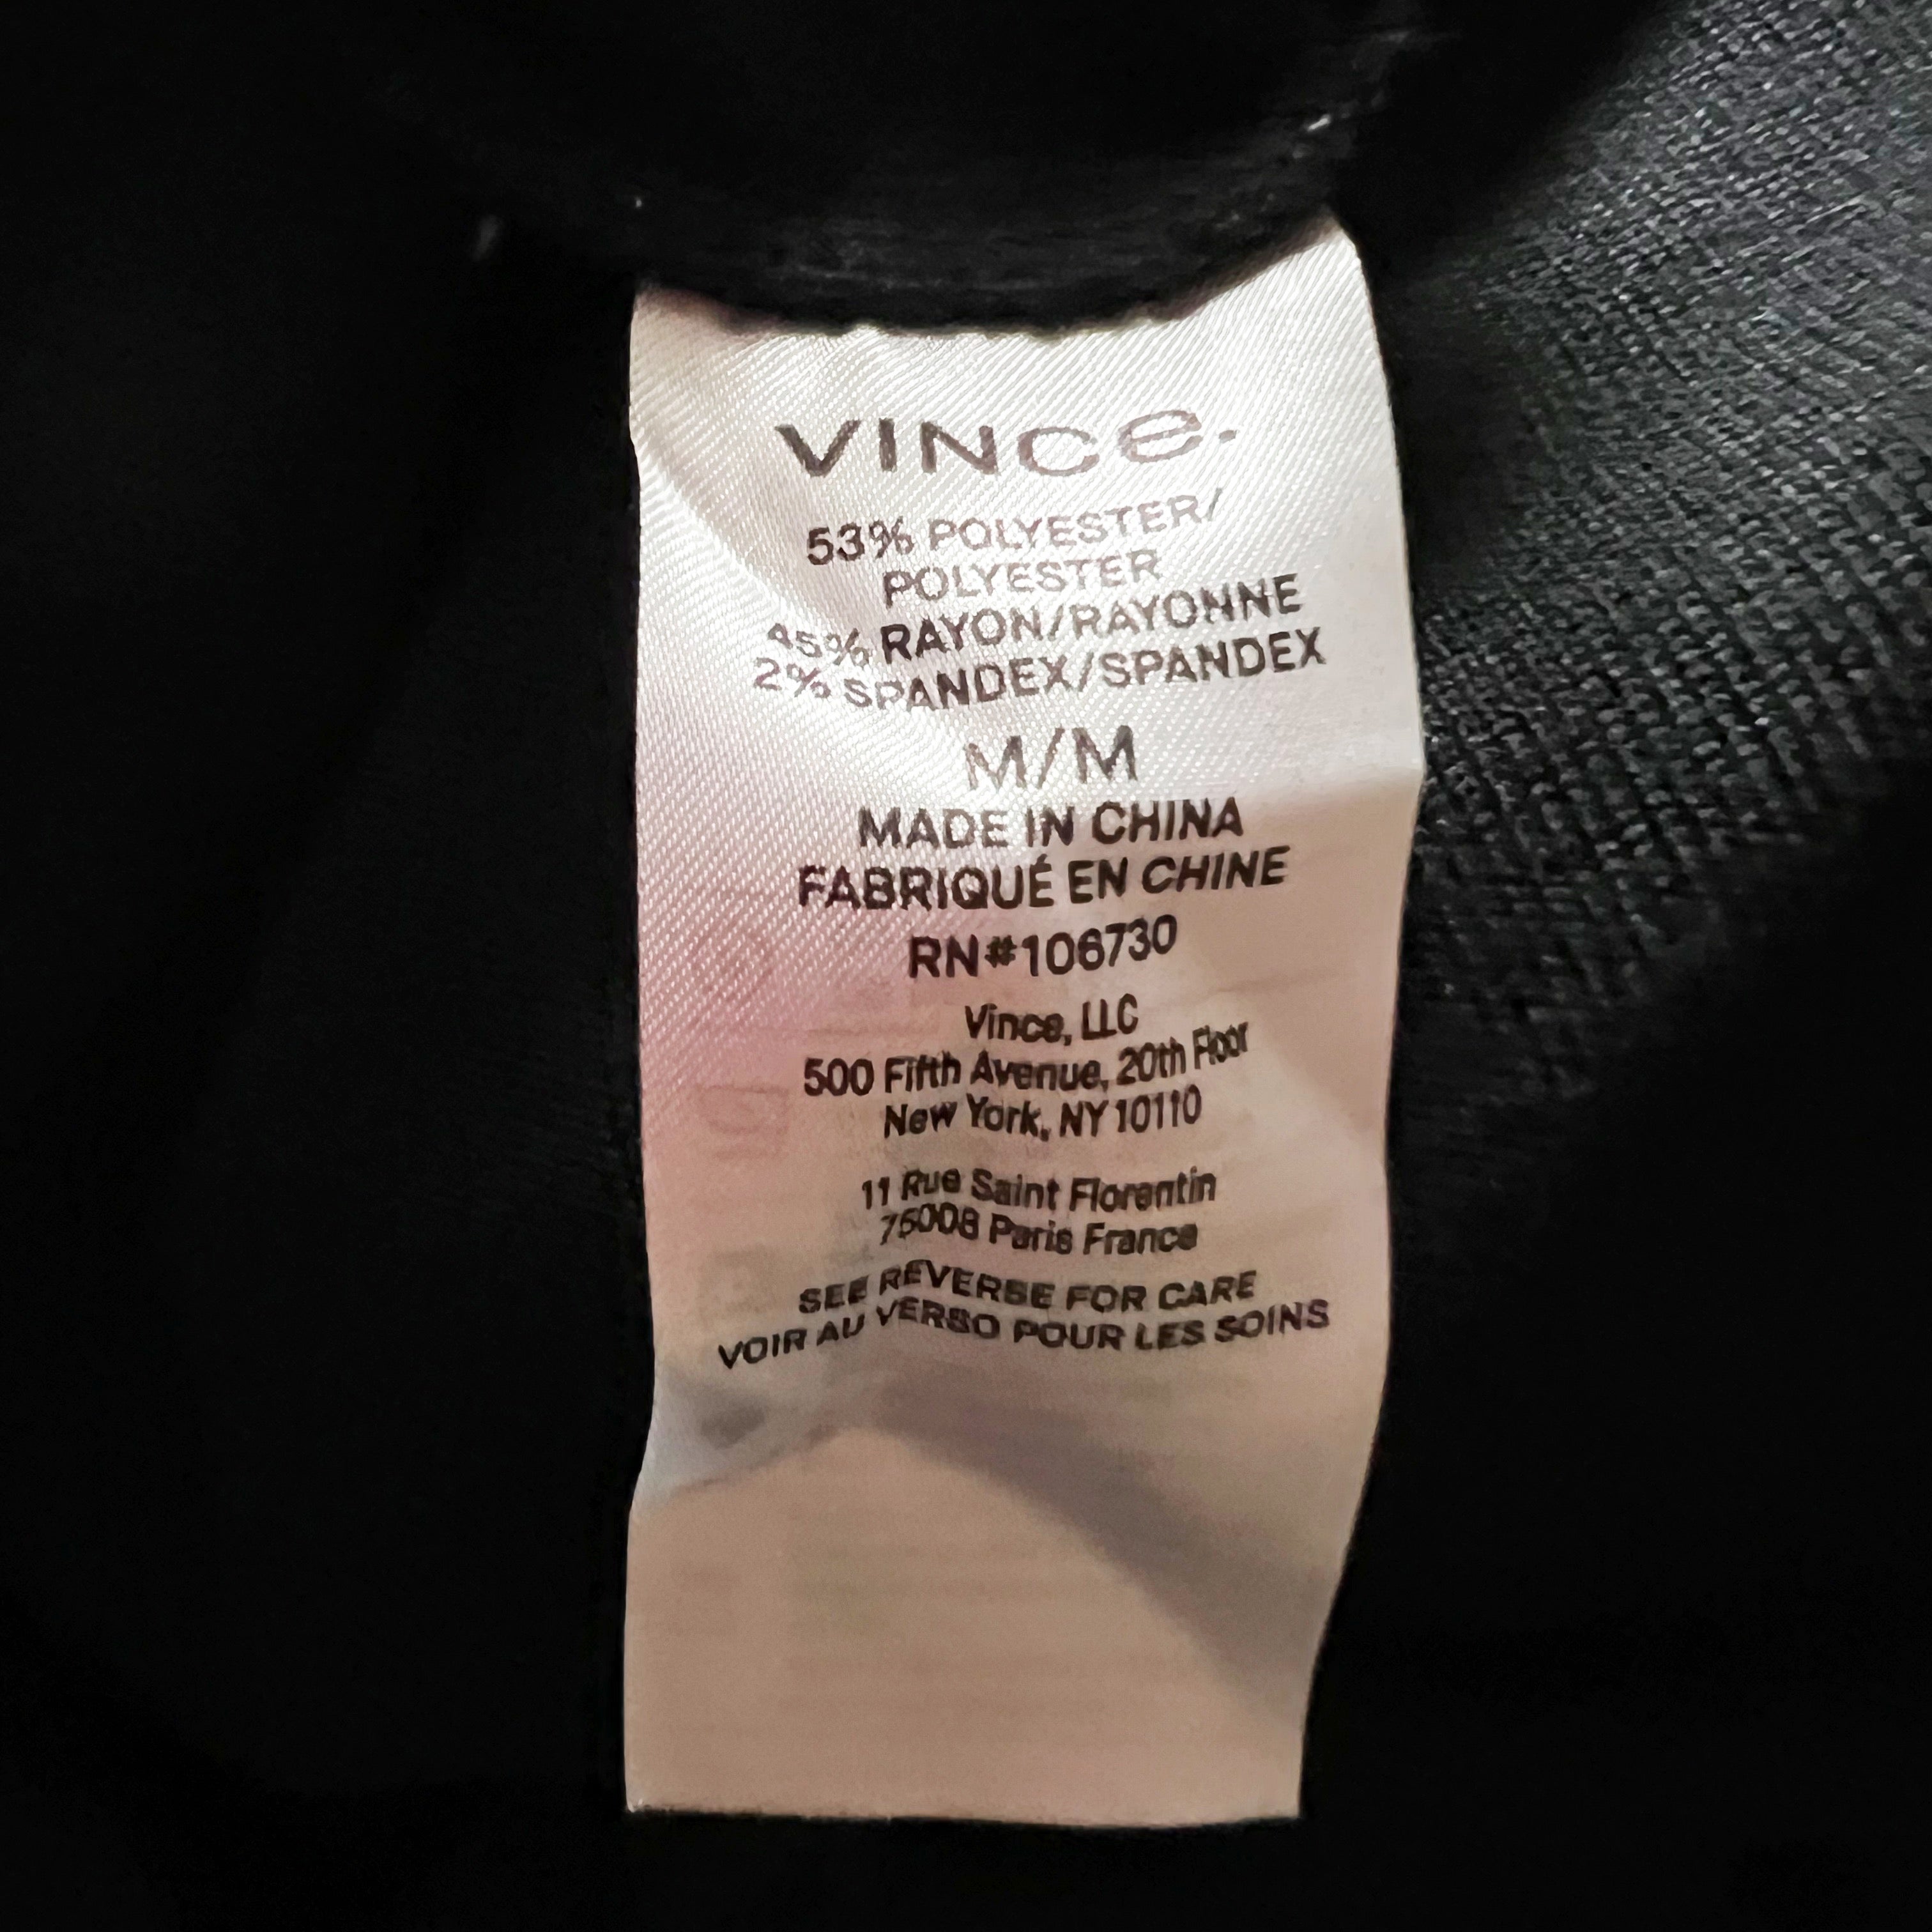 VINCE.
53% POLYESTER/
POLYESTER
45% RAYON/RAYONNE
2% SPANDEX/SPANDEX
M/M
MADE IN CHINA
FABRIQUÉ EN CHINE
RN#106730
Vince, LLC
500 Fifth Avenue, 20th Floor
New York, NY 10110
11 Rue Saint Florentin
75008 Paris France
SEE REVERSE FOR CARE
VOIR AU VERSO POUR LES SOINS